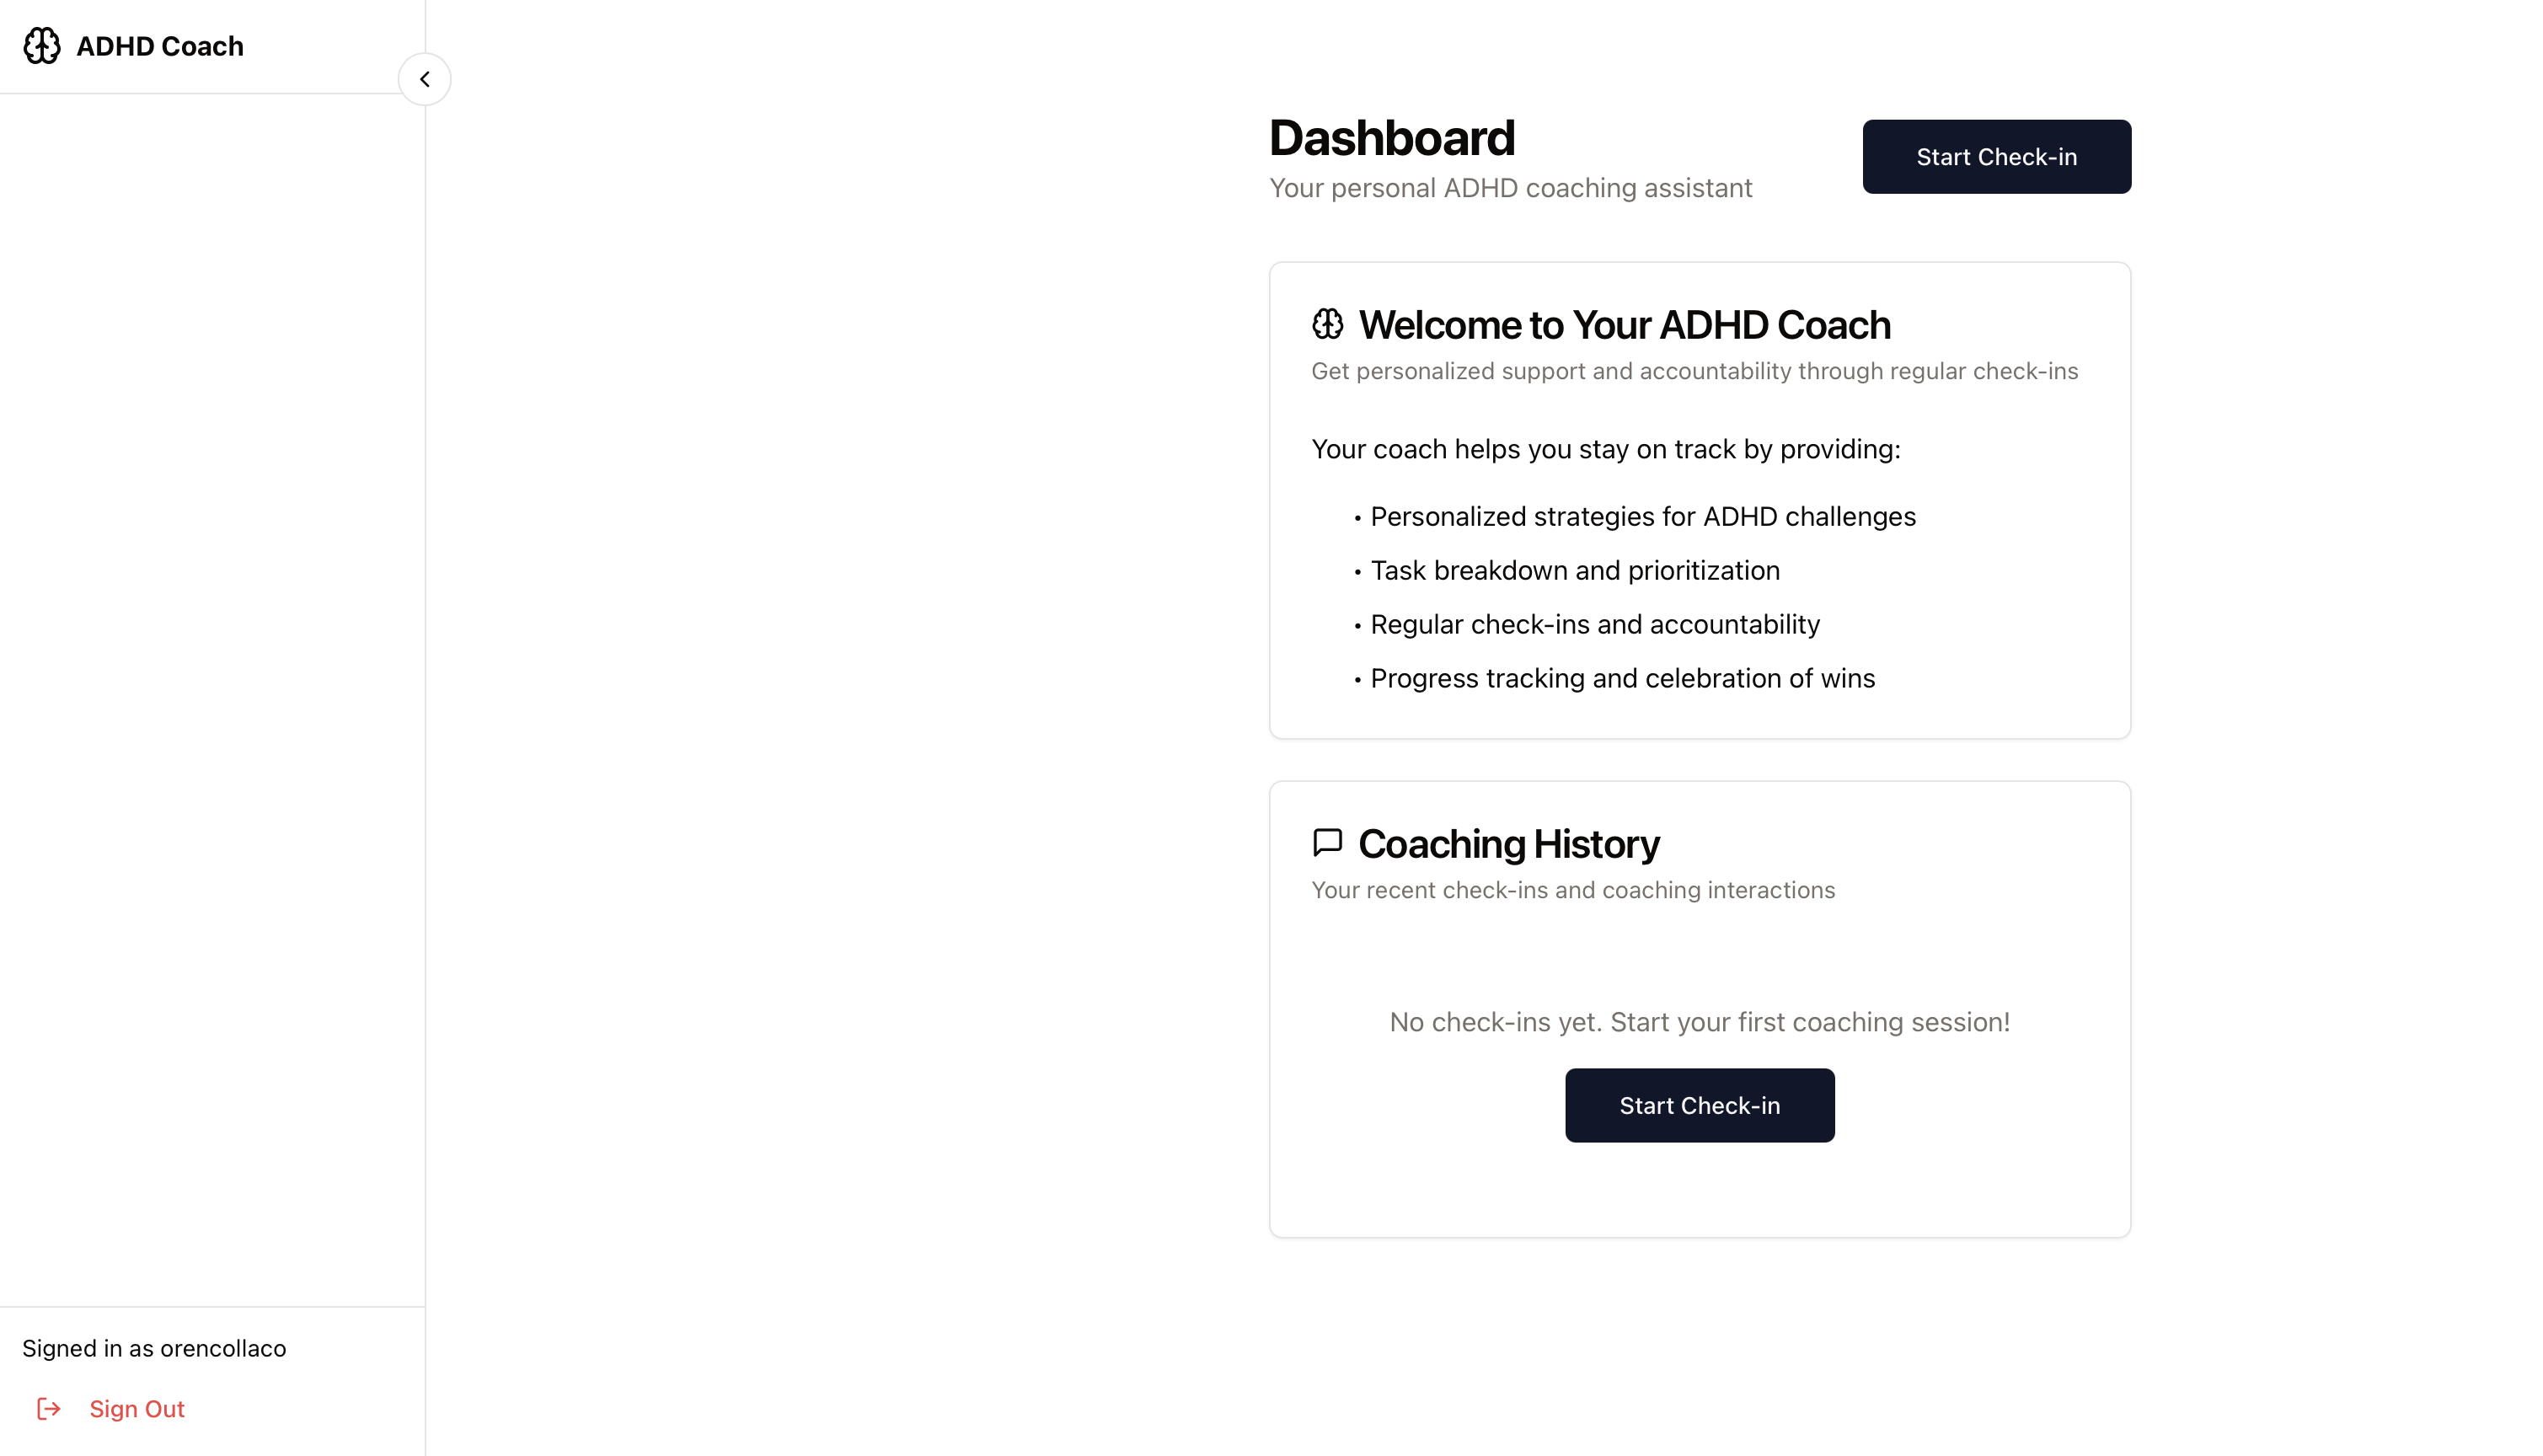 ADHD Coach
Dashboard
Your personal ADHD coaching assistant
Start Check-in
Welcome to Your ADHD Coach
Get personalized support and accountability through regular check-ins
Your coach helps you stay on track by providing:
• Personalized strategies for ADHD challenges
• Task breakdown and prioritization
• Regular check-ins and accountability
• Progress tracking and celebration of wins
Coaching History
Your recent check-ins and coaching interactions
No check-ins yet. Start your first coaching session!
Start Check-in
Signed in as orencollaco
Sign Out